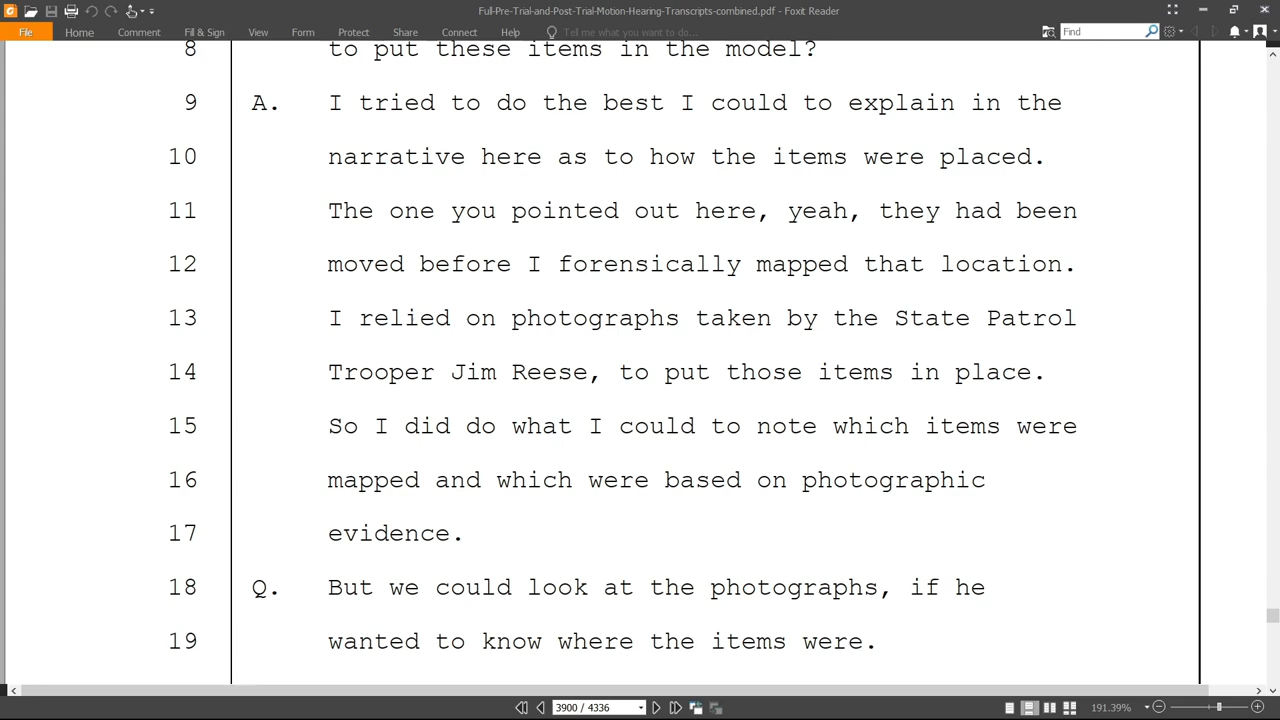 Full-Pre-Trial-and-Post-Trial-Motion-Hearing-Transcripts-combined.pdf - Foxit Reader
File Home Comment Fill & Sign View Form Protect Share Connect Help Tell me what you want to do... Find
8 to put these items in the model?
9 A. I tried to do the best I could to explain in the
10 narrative here as to how the items were placed.
11 The one you pointed out here, yeah, they had been
12 moved before I forensically mapped that location.
13 I relied on photographs taken by the State Patrol
14 Trooper Jim Reese, to put those items in place.
15 So I did do what I could to note which items were
16 mapped and which were based on photographic
17 evidence.
18 Q. But we could look at the photographs, if he
19 wanted to know where the items were.
3900 / 4336 191.39%